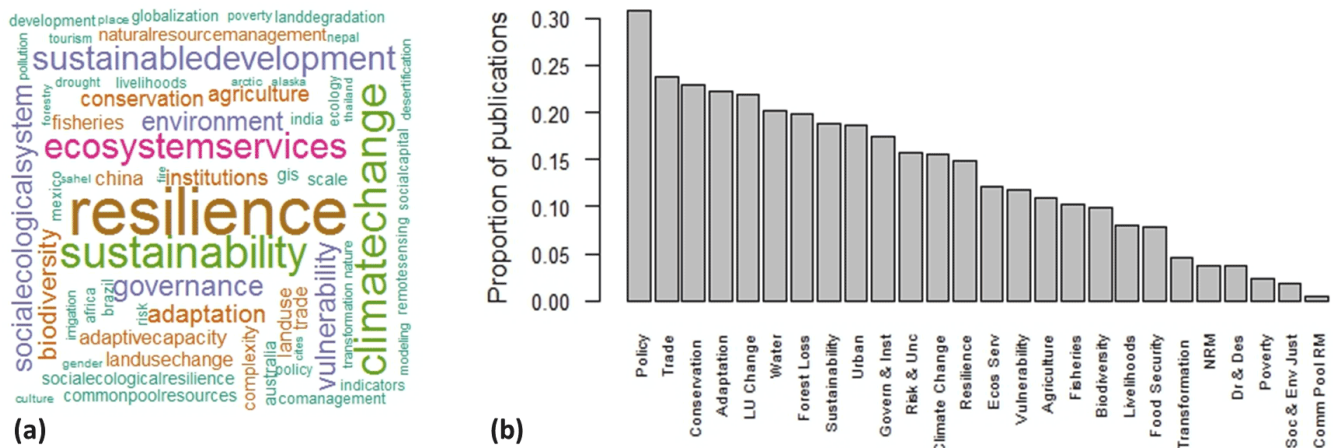 development place globalization poverty landdegradation
tourism naturalresourcemanagement nepal
pollution
sustainabledevelopment
drought livelihoods arctic alaska
forestry
conservation agriculture
ecology
thailand
desertification
fisheries environment india
socialecologicalsystem
ecosystemservices
climatechange
sahel china fire institutions gis scale
mexico
socialcapital
resilience
sustainability
biodiversity
vulnerability
nature
remotesensing
governance
irrigation
africa
brazil
risk
adaptation
landuse
trade
transformation
adaptivecapacity
complexity
cites
modeling
gender landusechange
australia
policy
socialecologicalresilience
indicators
culture commonpoolresources
comanagement
(a)
Proportion of publications
0.30
0.25
0.20
0.15
0.10
0.05
0.00
Policy
Trade
Conservation
Adaptation
LU Change
Water
Forest Loss
Sustainability
Urban
Govern & Inst
Risk & Unc
Climate Change
Resilience
Ecos Serv
Vulnerability
Agriculture
Fisheries
Biodiversity
Livelihoods
Food Security
Transformation
NRM
Dr & Des
Poverty
Soc & Env Just
Comm Pool RM
(b)